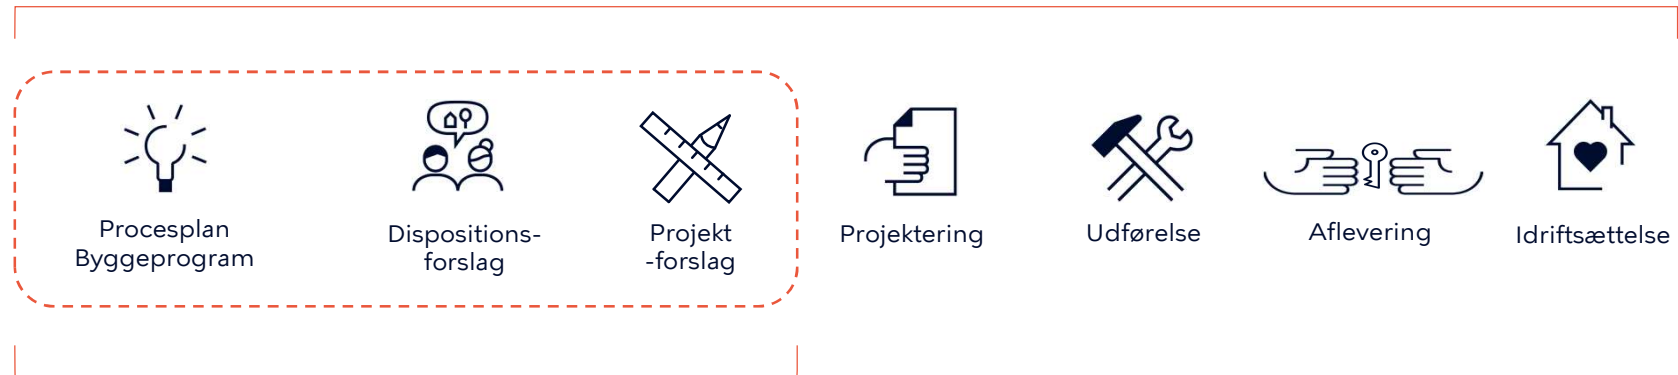 Procesplan
Byggeprogram
Dispositions-
forslag
Projekt
-forslag
Projektering
Udførelse
Aflevering
Idriftsættelse